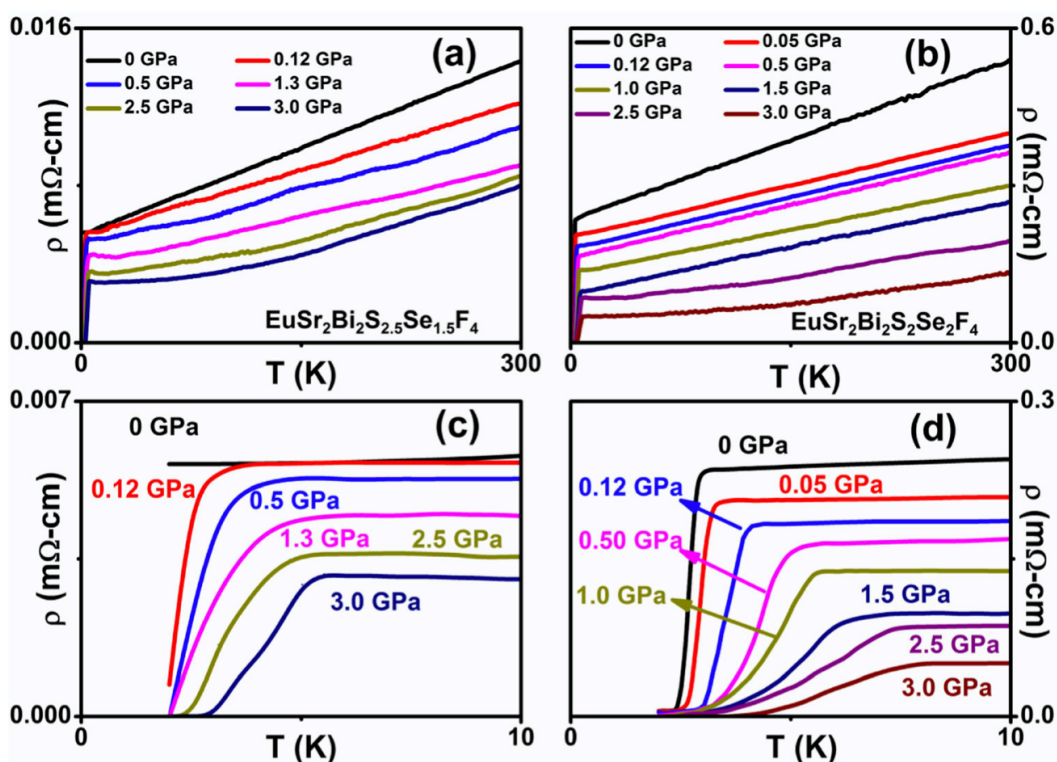 0.016
(a)
0 GPa 0.12 GPa
0.5 GPa 1.3 GPa
2.5 GPa 3.0 GPa
ρ (mΩ-cm)
EuSr₂Bi₂S₂.₅Se₁.₅F₄
0.000
0 300
T (K)
(b)
0.6
0 GPa 0.05 GPa
0.12 GPa 0.5 GPa
1.0 GPa 1.5 GPa
2.5 GPa 3.0 GPa
ρ (mΩ-cm)
EuSr₂Bi₂S₂Se₂F₄
0.0
0 300
T (K)
0.007
(c)
0 GPa
0.12 GPa
0.5 GPa
1.3 GPa 2.5 GPa
3.0 GPa
ρ (mΩ-cm)
0.000
0 10
T (K)
0.3
(d)
0 GPa
0.12 GPa 0.05 GPa
0.50 GPa
1.0 GPa 1.5 GPa
2.5 GPa
3.0 GPa
ρ (mΩ-cm)
0.0
0 10
T (K)